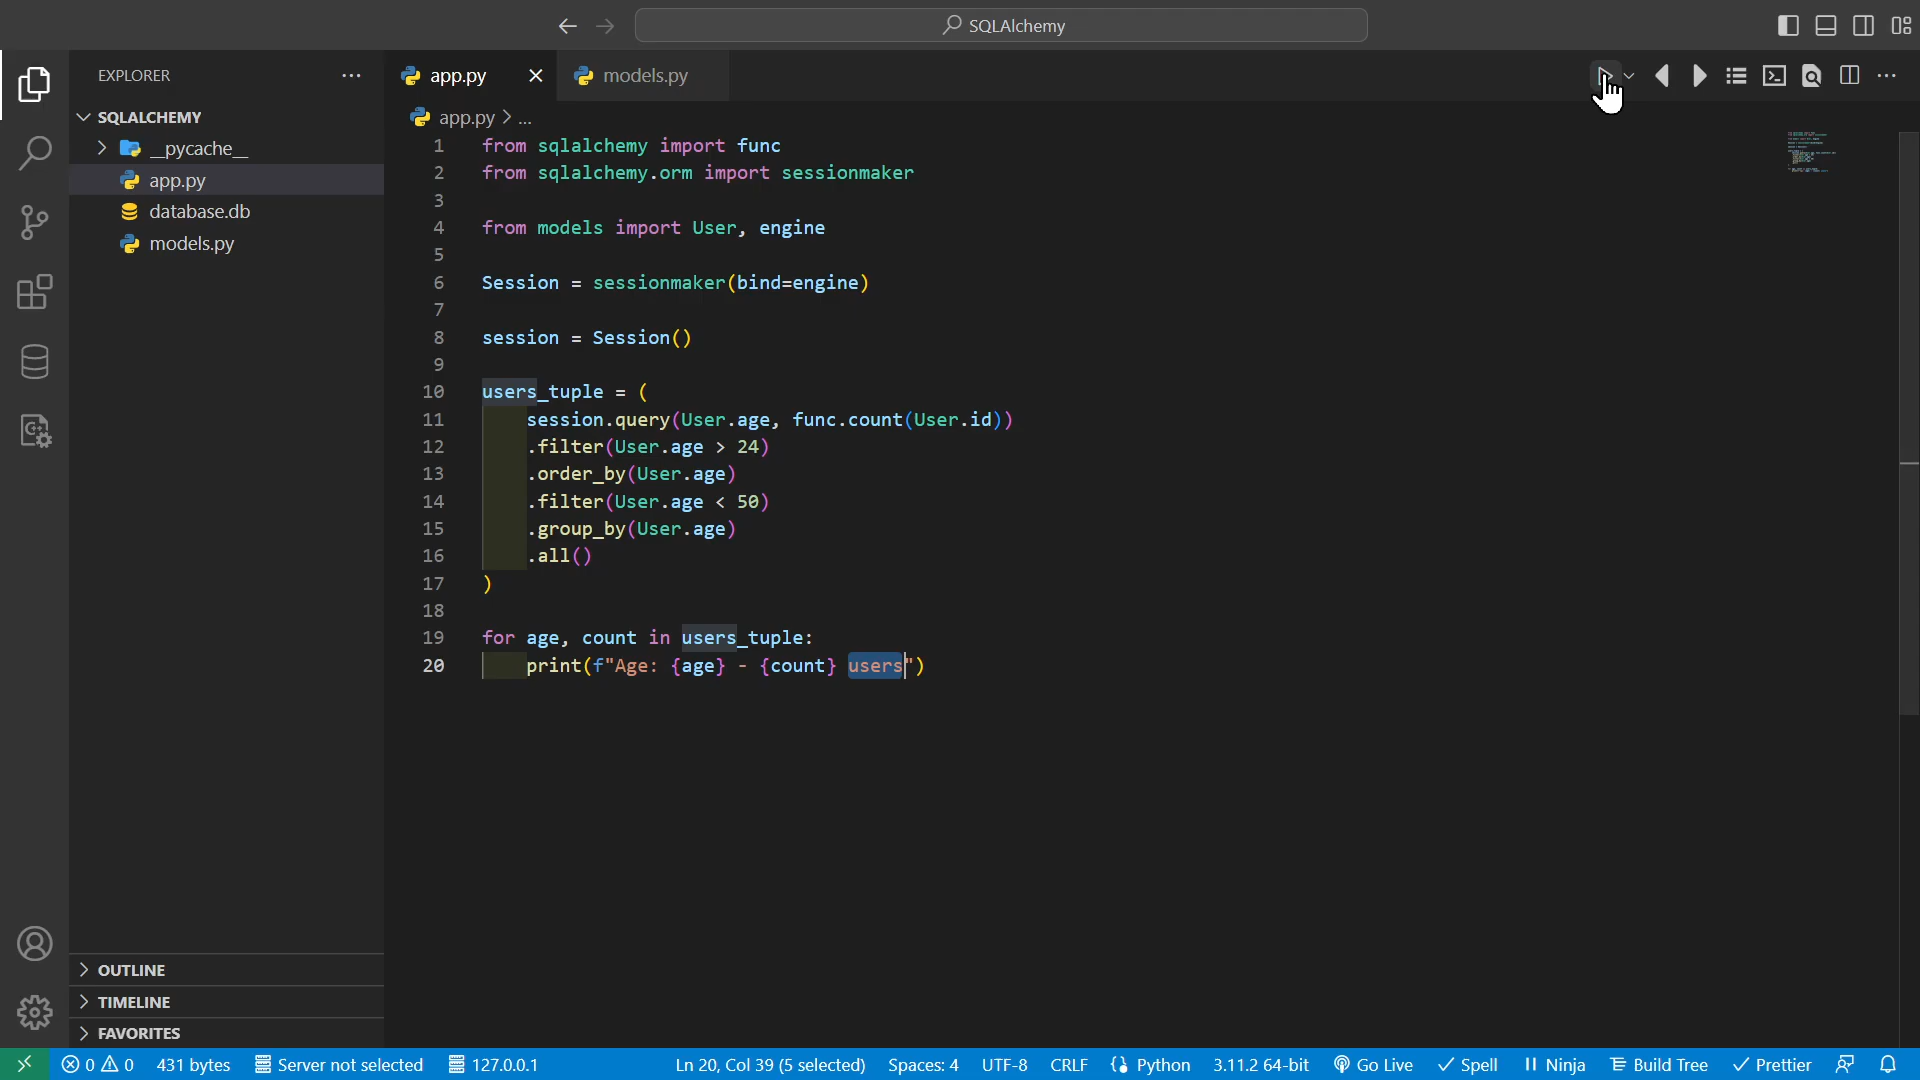 SQLAlchemy
EXPLORER
app.py
models.py
SQLALCHEMY
__pycache__
app.py
database.db
models.py
app.py > ...
1 from sqlalchemy import func
2 from sqlalchemy.orm import sessionmaker
3
4 from models import User, engine
5
6 Session = sessionmaker(bind=engine)
7
8 session = Session()
9
10 users_tuple = (
11     session.query(User.age, func.count(User.id))
12     .filter(User.age > 24)
13     .order_by(User.age)
14     .filter(User.age < 50)
15     .group_by(User.age)
16     .all()
17 )
18
19 for age, count in users_tuple:
20     print(f"Age: {age} - {count} users")
OUTLINE
TIMELINE
FAVORITES
0 0 431 bytes Server not selected 127.0.0.1 Ln 20, Col 39 (5 selected) Spaces: 4 UTF-8 CRLF Python 3.11.2 64-bit Go Live Spell Ninja Build Tree Prettier